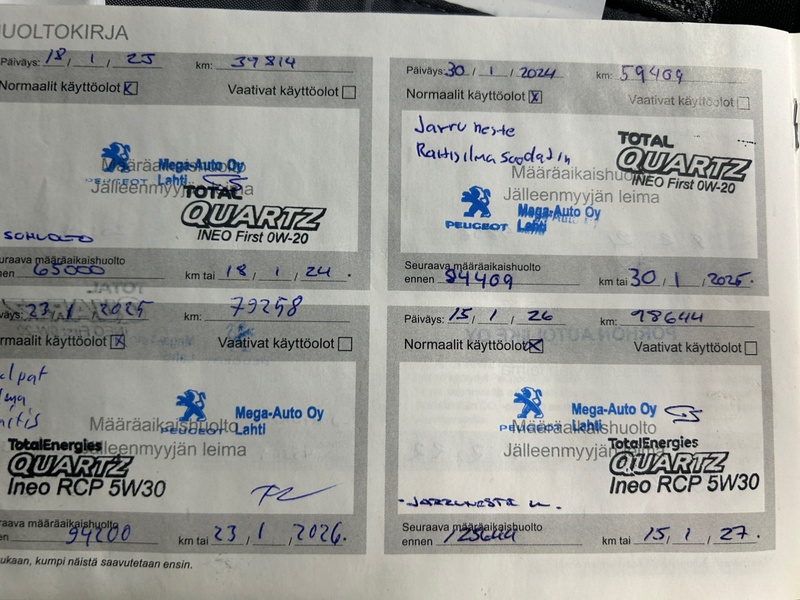 HUOLTOKIRJA
Päiväys: 18 / 1 / 23 km: 39814
Normaalit käyttöolot ☒ Vaativat käyttöolot ☐
Määräaikaishuolto
Jälleenmyyjän leima
PEUGEOT
Mega-Auto Oy
Lahti
TOTAL
QUARTZ
INEO First 0W-20
Seuraava määräaikaishuolto
ennen 65000 km tai 18 / 1 / 24.
Päiväys: 30 / 1 / 2024 km: 59409
Normaalit käyttöolot ☒ Vaativat käyttöolot ☐
Jarru neste
Raitisilma suodatin
Määräaikaishuolto
Jälleenmyyjän leima
TOTAL
QUARTZ
INEO First 0W-20
PEUGEOT
Mega-Auto Oy
Lahti
Seuraava määräaikaishuolto
ennen 84409 km tai 30 / 1 / 2025.
Päiväys: 23 / 1 / 2025 km: 79258
Normaalit käyttöolot ☒ Vaativat käyttöolot ☐
Määräaikaishuolto
Jälleenmyyjän leima
PEUGEOT
Mega-Auto Oy
Lahti
TotalEnergies
QUARTZ
Ineo RCP 5W30
Seuraava määräaikaishuolto
ennen 94200 km tai 23 / 1 / 2026.
Päiväys: 15 / 1 / 26 km: 98644
Normaalit käyttöolot ☒ Vaativat käyttöolot ☐
Määräaikaishuolto
Jälleenmyyjän leima
PEUGEOT
Mega-Auto Oy
Lahti
TotalEnergies
QUARTZ
Ineo RCP 5W30
- JARRUNESTE
Seuraava määräaikaishuolto
ennen 123644 km tai 15 / 1 / 27.
mukaan, kumpi näistä saavutetaan ensin.